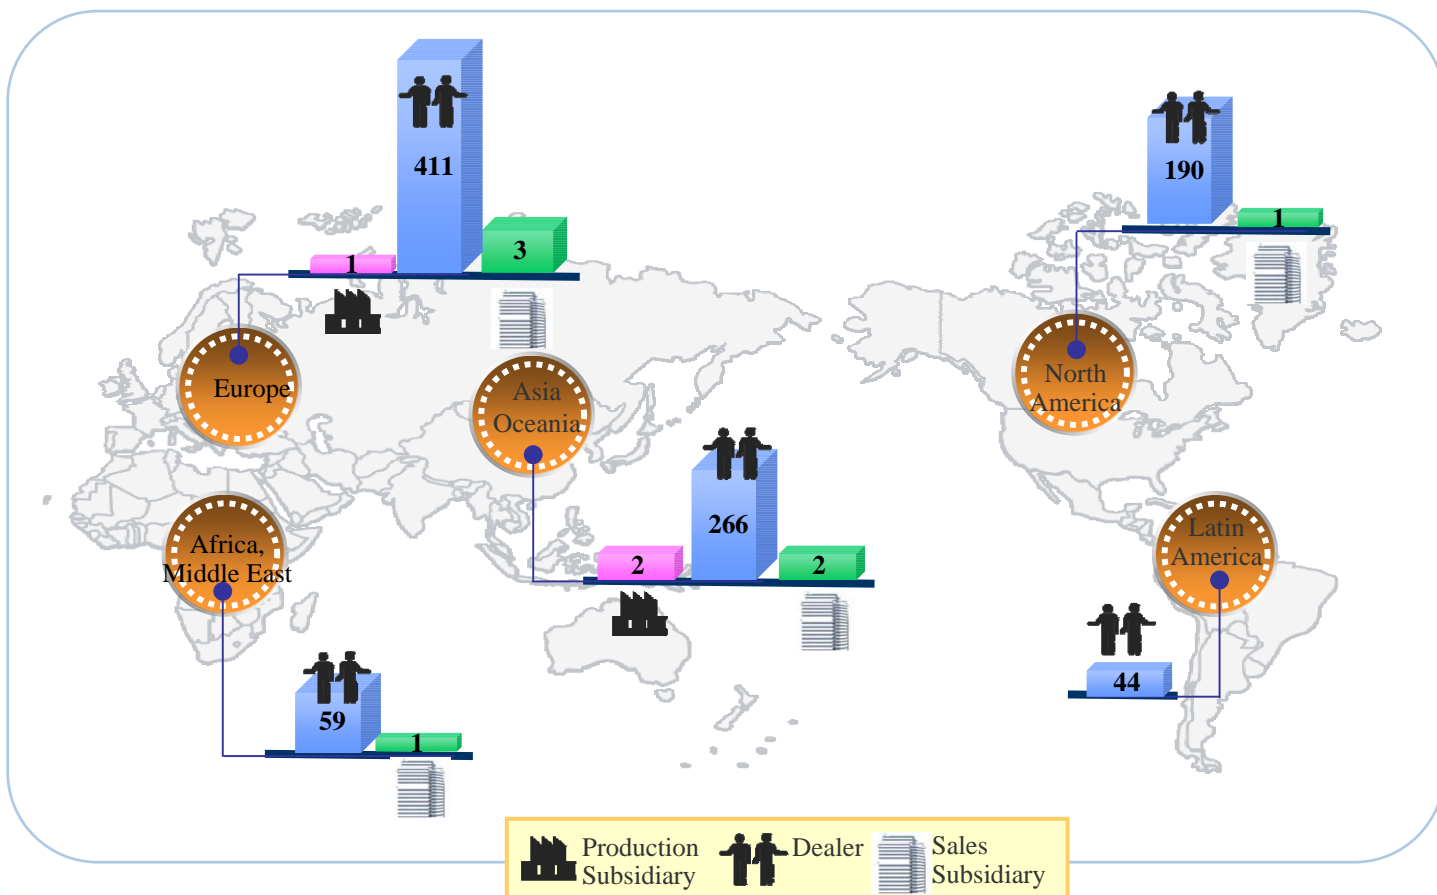 411
190
1
3
1
Europe
Asia
Oceania
North
America
266
2
2
Africa,
Middle East
Latin
America
59
1
44
Production
Subsidiary
Dealer
Sales
Subsidiary